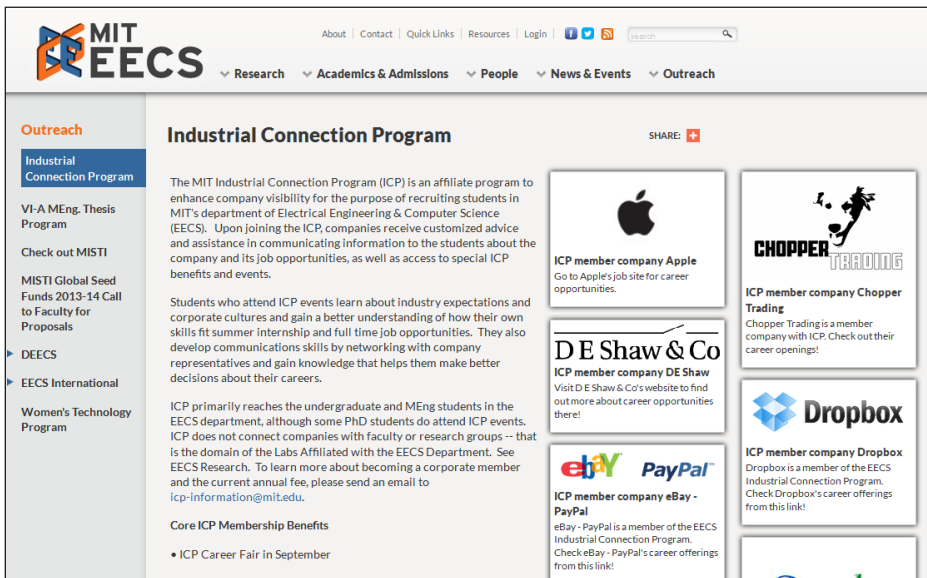 MIT
EECS
About | Contact | Quick Links | Resources | Login |
search
Research
Academics & Admissions
People
News & Events
Outreach
Outreach
Industrial
Connection Program
VI-A MEng. Thesis
Program
Check out MISTI
MISTI Global Seed
Funds 2013-14 Call
to Faculty for
Proposals
DEECS
EECS International
Women's Technology
Program
Industrial Connection Program
SHARE:
The MIT Industrial Connection Program (ICP) is an affiliate program to
enhance company visibility for the purpose of recruiting students in
MIT's department of Electrical Engineering & Computer Science
(EECS). Upon joining the ICP, companies receive customized advice
and assistance in communicating information to the students about the
company and its job opportunities, as well as access to special ICP
benefits and events.
Students who attend ICP events learn about industry expectations and
corporate cultures and gain a better understanding of how their own
skills fit summer internship and full time job opportunities. They also
develop communications skills by networking with company
representatives and gain knowledge that helps them make better
decisions about their careers.
ICP primarily reaches the undergraduate and MEng students in the
EECS department, although some PhD students do attend ICP events.
ICP does not connect companies with faculty or research groups -- that
is the domain of the Labs Affiliated with the EECS Department. See
EECS Research. To learn more about becoming a corporate member
and the current annual fee, please send an email to
icp-information@mit.edu.
Core ICP Membership Benefits
• ICP Career Fair in September
ICP member company Apple
Go to Apple's job site for career
opportunities.
D E Shaw & Co
ICP member company DE Shaw
Visit D E Shaw & Co's website to find
out more about career opportunities
there!
ebaY PayPal™
ICP member company eBay -
PayPal
eBay - PayPal is a member of the EECS
Industrial Connection Program.
Check eBay - PayPal's career offerings
from this link!
CHOPPER
TRADING
ICP member company Chopper
Trading
Chopper Trading is a member
company with ICP. Check out their
career openings!
Dropbox
ICP member company Dropbox
Dropbox is a member of the EECS
Industrial Connection Program.
Check Dropbox's career offerings
from this link!